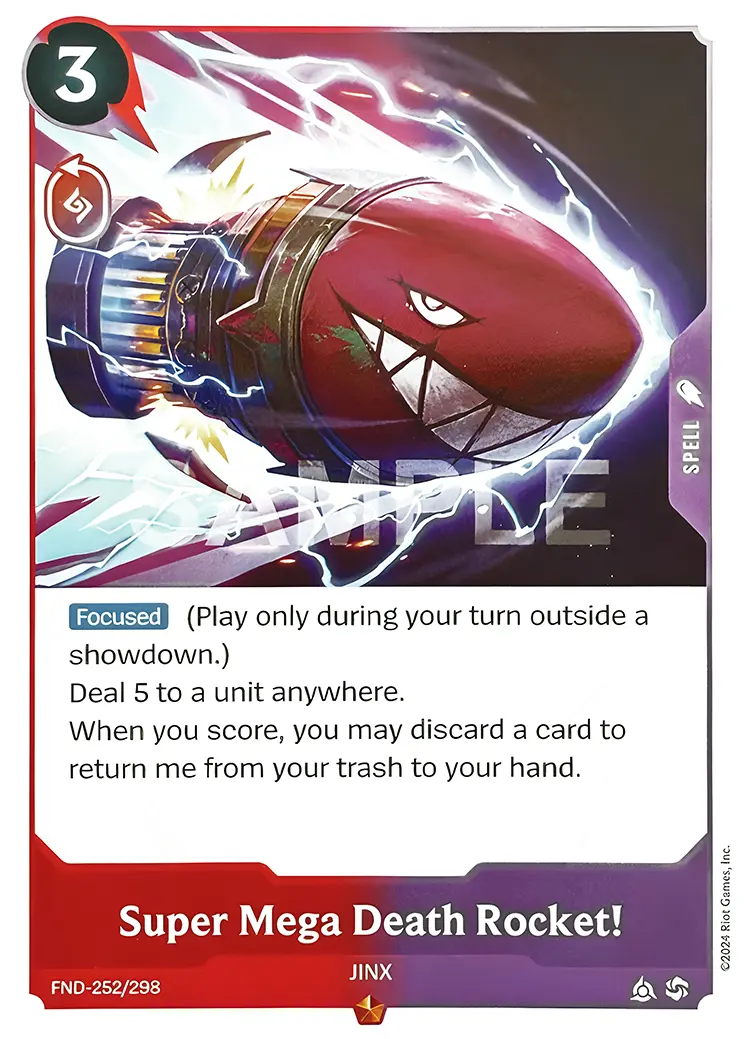 3
SPELL
SAMPLE
Focused (Play only during your turn outside a
showdown.)
Deal 5 to a unit anywhere.
When you score, you may discard a card to
return me from your trash to your hand.
Super Mega Death Rocket!
JINX
FND-252/298
©2024 Riot Games, Inc.